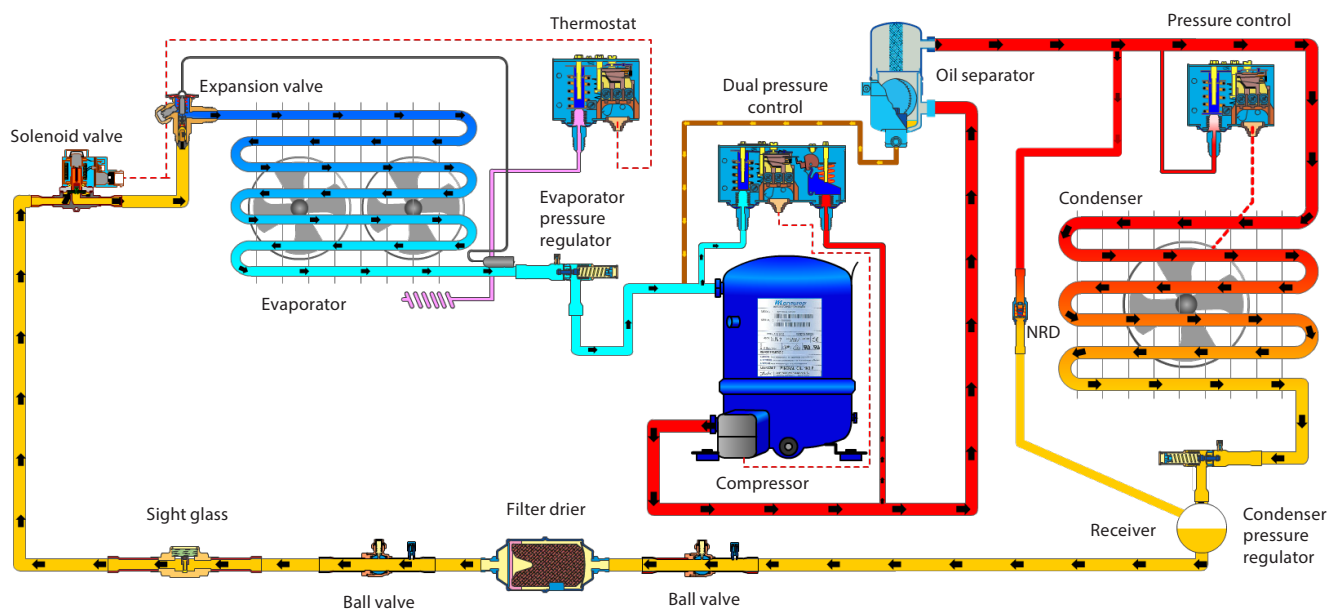 Thermostat
Pressure control
Expansion valve
Oil separator
Dual pressure
control
Solenoid valve
Evaporator
pressure
regulator
Condenser
Evaporator
NRD
Compressor
Sight glass
Filter drier
Receiver
Condenser
pressure
regulator
Ball valve
Ball valve